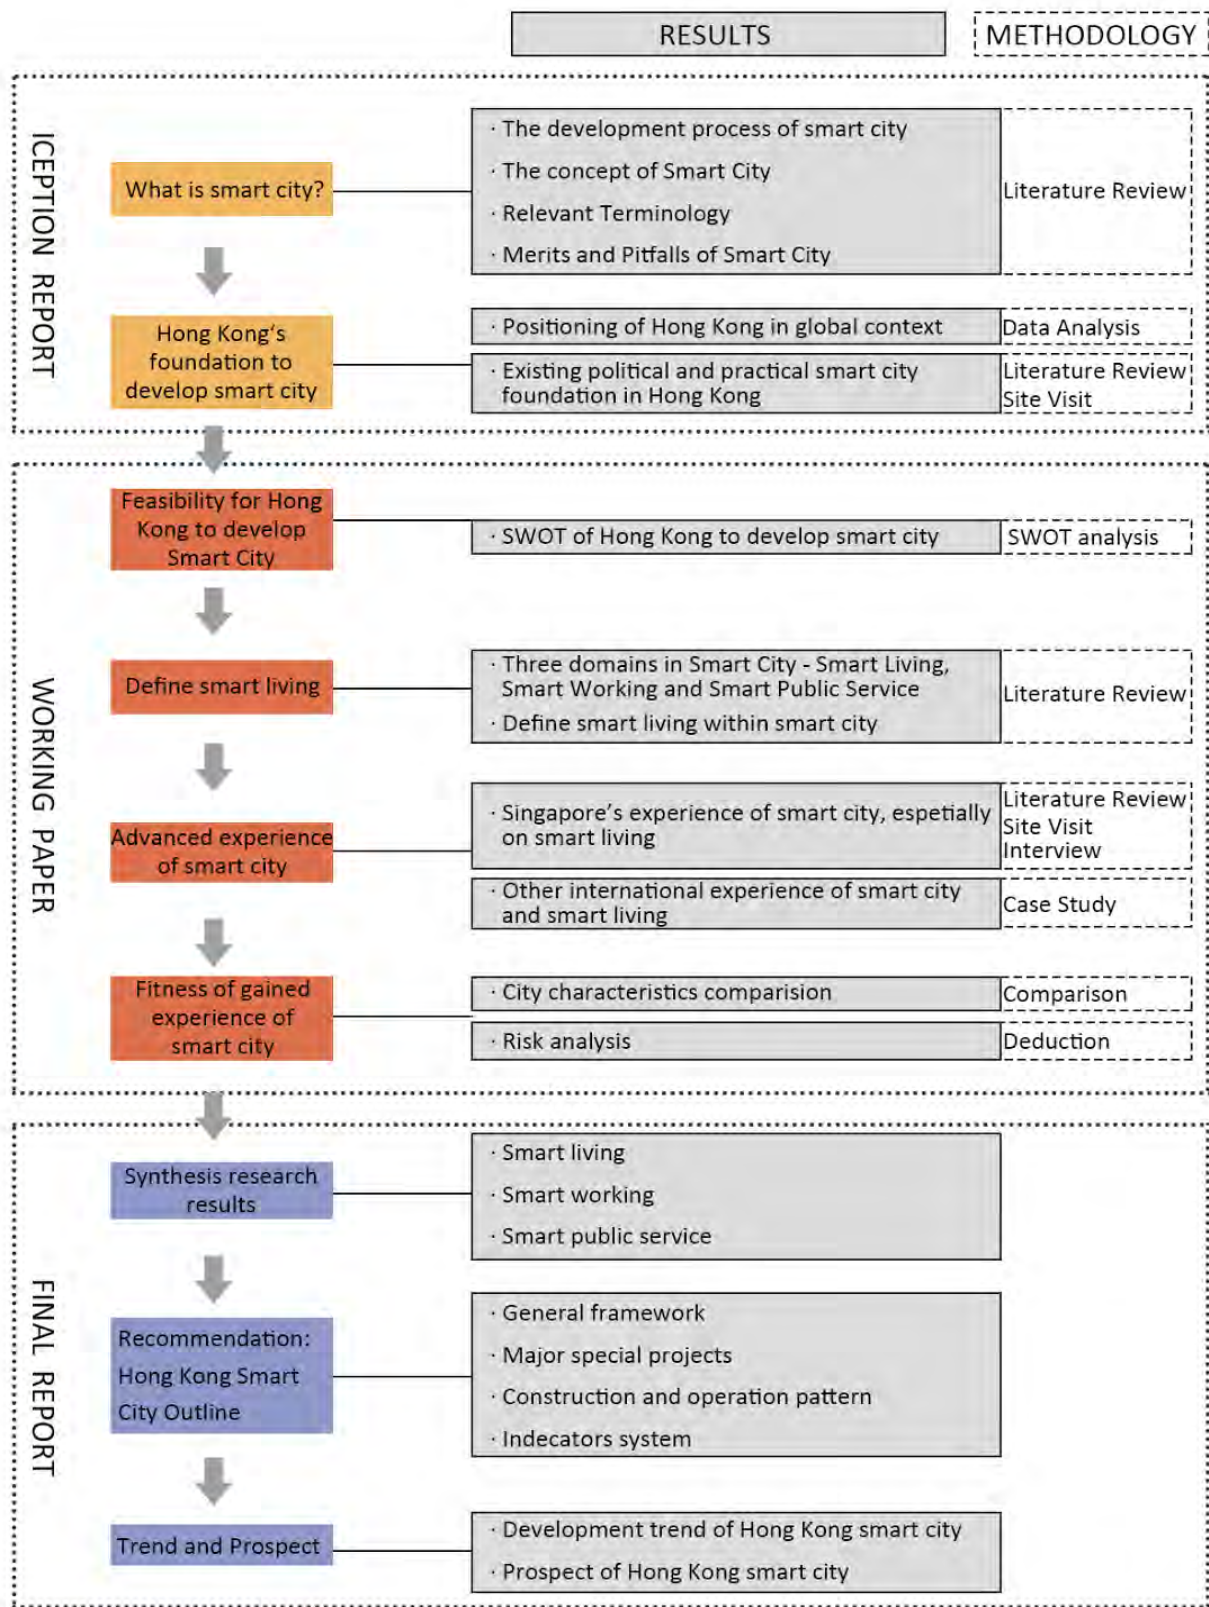 RESULTS
METHODOLOGY
ICEPTION REPORT
What is smart city?
· The development process of smart city
· The concept of Smart City
· Relevant Terminology
· Merits and Pitfalls of Smart City
Literature Review
Hong Kong‘s
foundation to
develop smart city
· Positioning of Hong Kong in global context
Data Analysis
· Existing political and practical smart city
foundation in Hong Kong
Literature Review
Site Visit
WORKING PAPER
Feasibility for Hong
Kong to develop
Smart City
· SWOT of Hong Kong to develop smart city
SWOT analysis
Define smart living
· Three domains in Smart City - Smart Living,
Smart Working and Smart Public Service
· Define smart living within smart city
Literature Review
Advanced experience
of smart city
· Singapore’s experience of smart city, espetially
on smart living
Literature Review
Site Visit
Interview
· Other international experience of smart city
and smart living
Case Study
Fitness of gained
experience of
smart city
· City characteristics comparision
Comparison
· Risk analysis
Deduction
FINAL REPORT
Synthesis research
results
· Smart living
· Smart working
· Smart public service
Recommendation:
Hong Kong Smart
City Outline
· General framework
· Major special projects
· Construction and operation pattern
· Indecators system
Trend and Prospect
· Development trend of Hong Kong smart city
· Prospect of Hong Kong smart city